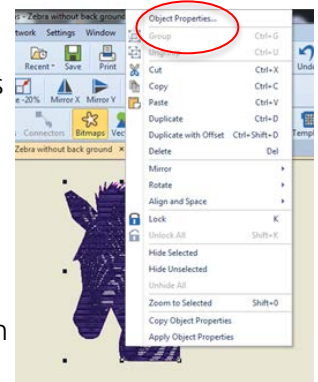 s - Zebra without back ground
Object Properties...
Group Ctrl+G
Ctrl+U
Cut Ctrl+X
Copy Ctrl+C
Paste Ctrl+V
Duplicate Ctrl+D
Duplicate with Offset Ctrl+Shift+D
Delete Del
Mirror
Rotate
Align and Space
Lock K
Unlock All Shift+K
Hide Selected
Hide Unselected
Unhide All
Zoom to Selected Shift+0
Copy Object Properties
Apply Object Properties
twork Settings Window
Recent Save Print
Undo
-20% Mirror X Mirror Y
Connectors Bitmaps Vec
Templ
Zebra without back ground
s
n